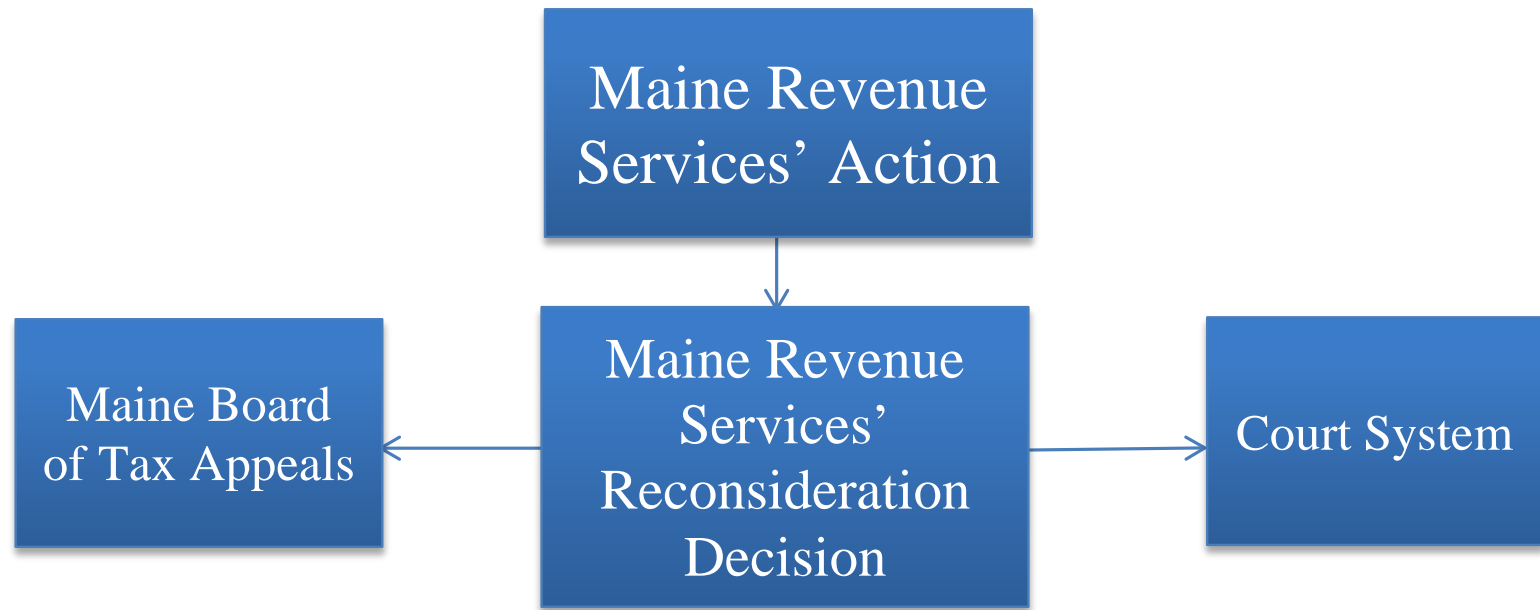 Maine Revenue
Services’ Action
Maine Board
of Tax Appeals
Maine Revenue
Services’
Reconsideration
Decision
Court System